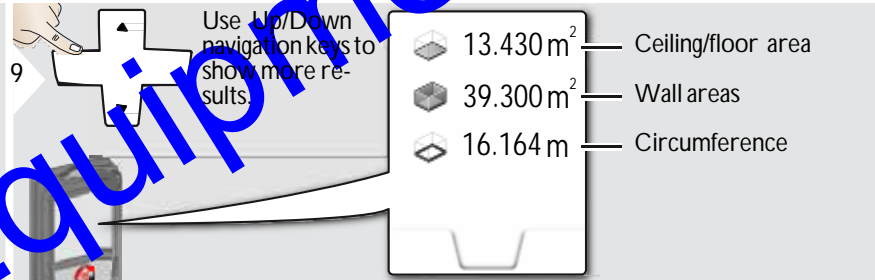 9
Use Up/Down
navigation keys to
show more re-
sults.
13.430 m²
Ceiling/floor area
39.300 m²
Wall areas
16.164 m
Circumference